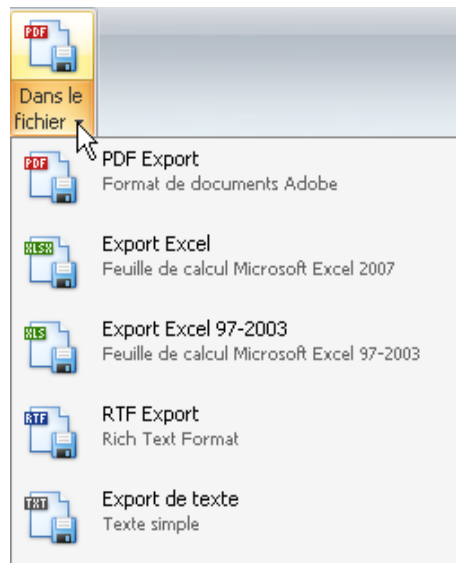 PDF
Dans le
fichier
PDF
PDF Export
Format de documents Adobe
XLSX
Export Excel
Feuille de calcul Microsoft Excel 2007
XLS
Export Excel 97-2003
Feuille de calcul Microsoft Excel 97-2003
RTF
RTF Export
Rich Text Format
TXT
Export de texte
Texte simple